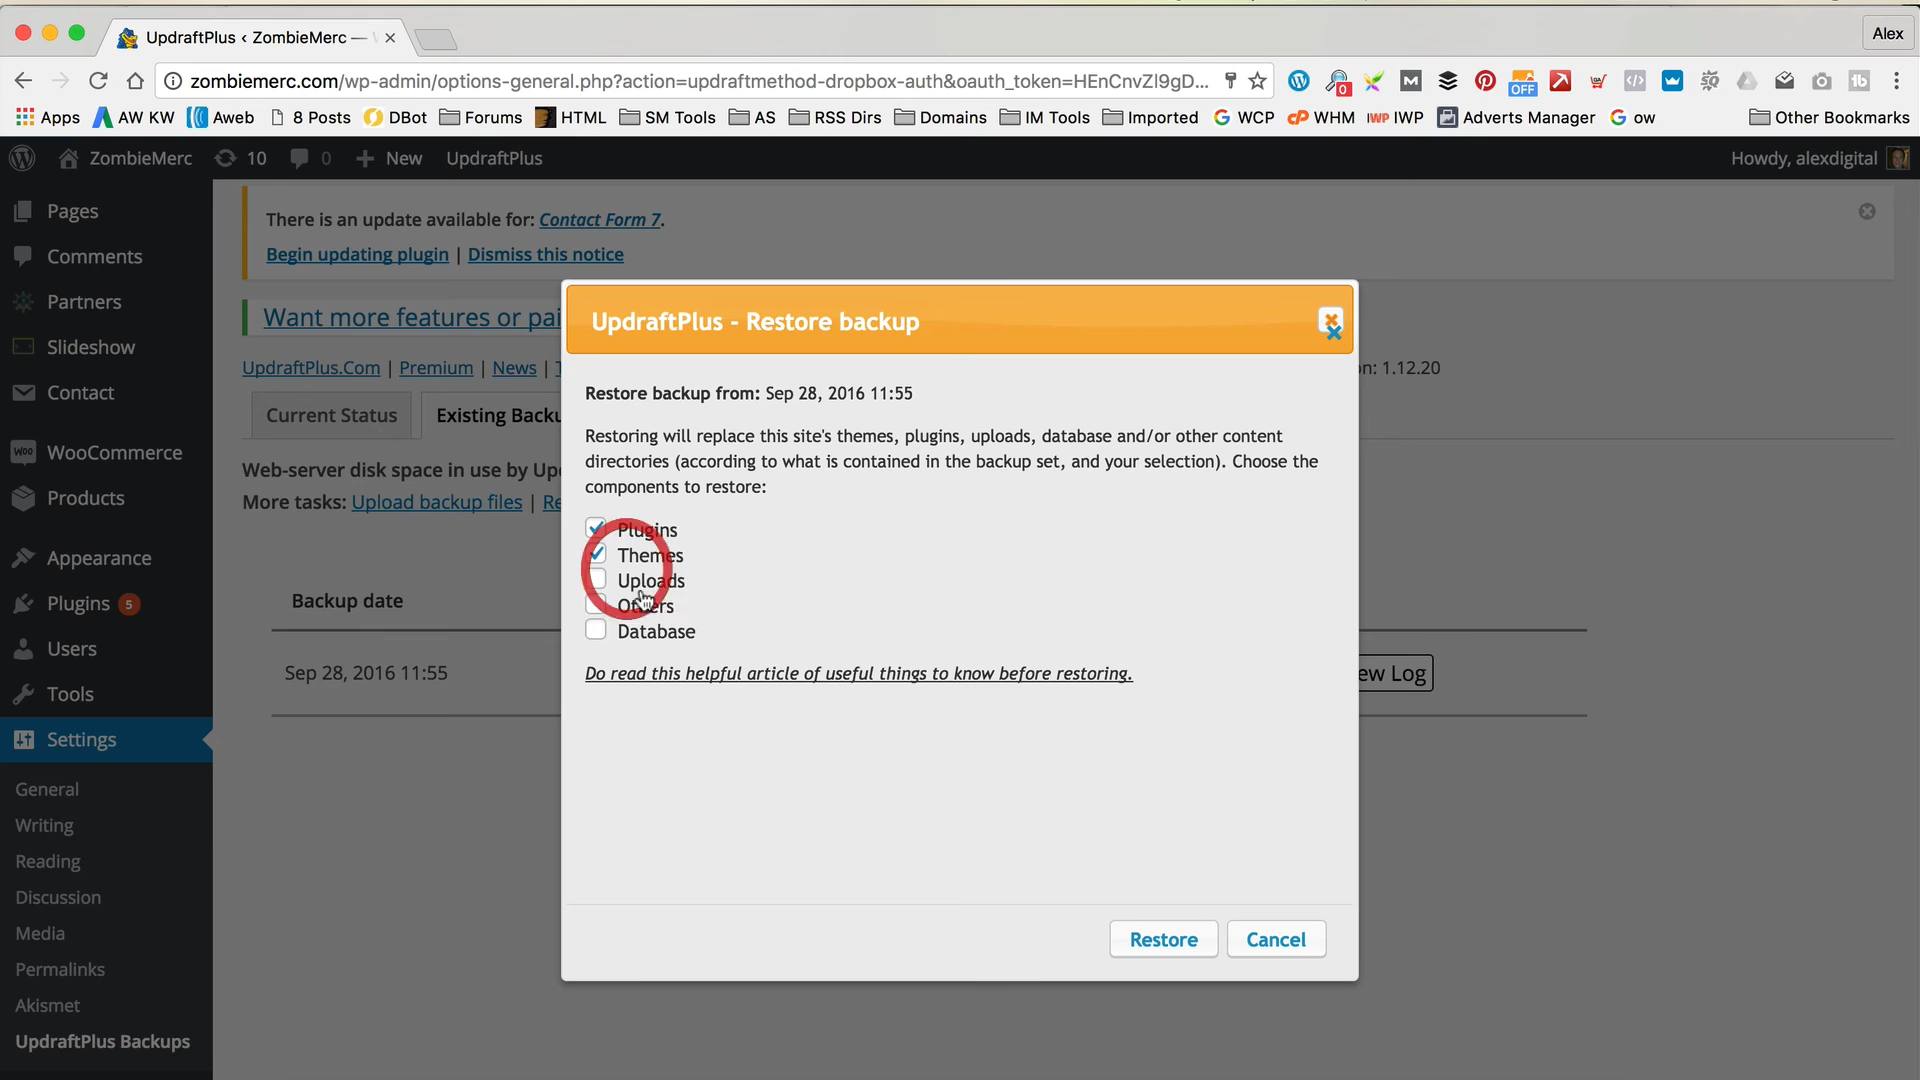 UpdraftPlus ‹ ZombieMerc —
Alex
zombiemerc.com/wp-admin/options-general.php?action=updraftmethod-dropbox-auth&oauth_token=HEnCnvZl9gD...
0
OFF
Apps
AW KW
Aweb
8 Posts
DBot
Forums
HTML
SM Tools
AS
RSS Dirs
Domains
IM Tools
Imported
WCP
WHM
IWP IWP
Adverts Manager
ow
Other Bookmarks
ZombieMerc
10
0
New
UpdraftPlus
Howdy, alexdigital
Pages
Comments
Partners
Slideshow
Contact
WooCommerce
Products
Appearance
Plugins 5
Users
Tools
Settings
General
Writing
Reading
Discussion
Media
Permalinks
Akismet
UpdraftPlus Backups
There is an update available for: Contact Form 7.
Begin updating plugin | Dismiss this notice
Want more features or pai
UpdraftPlus.Com | Premium | News |
on: 1.12.20
Current Status
Existing Backu
Web-server disk space in use by Up
More tasks: Upload backup files | Re
Backup date
Sep 28, 2016 11:55
ew Log
UpdraftPlus - Restore backup
Restore backup from: Sep 28, 2016 11:55
Restoring will replace this site's themes, plugins, uploads, database and/or other content
directories (according to what is contained in the backup set, and your selection). Choose the
components to restore:
Plugins
Themes
Uploads
Others
Database
Do read this helpful article of useful things to know before restoring.
Restore
Cancel